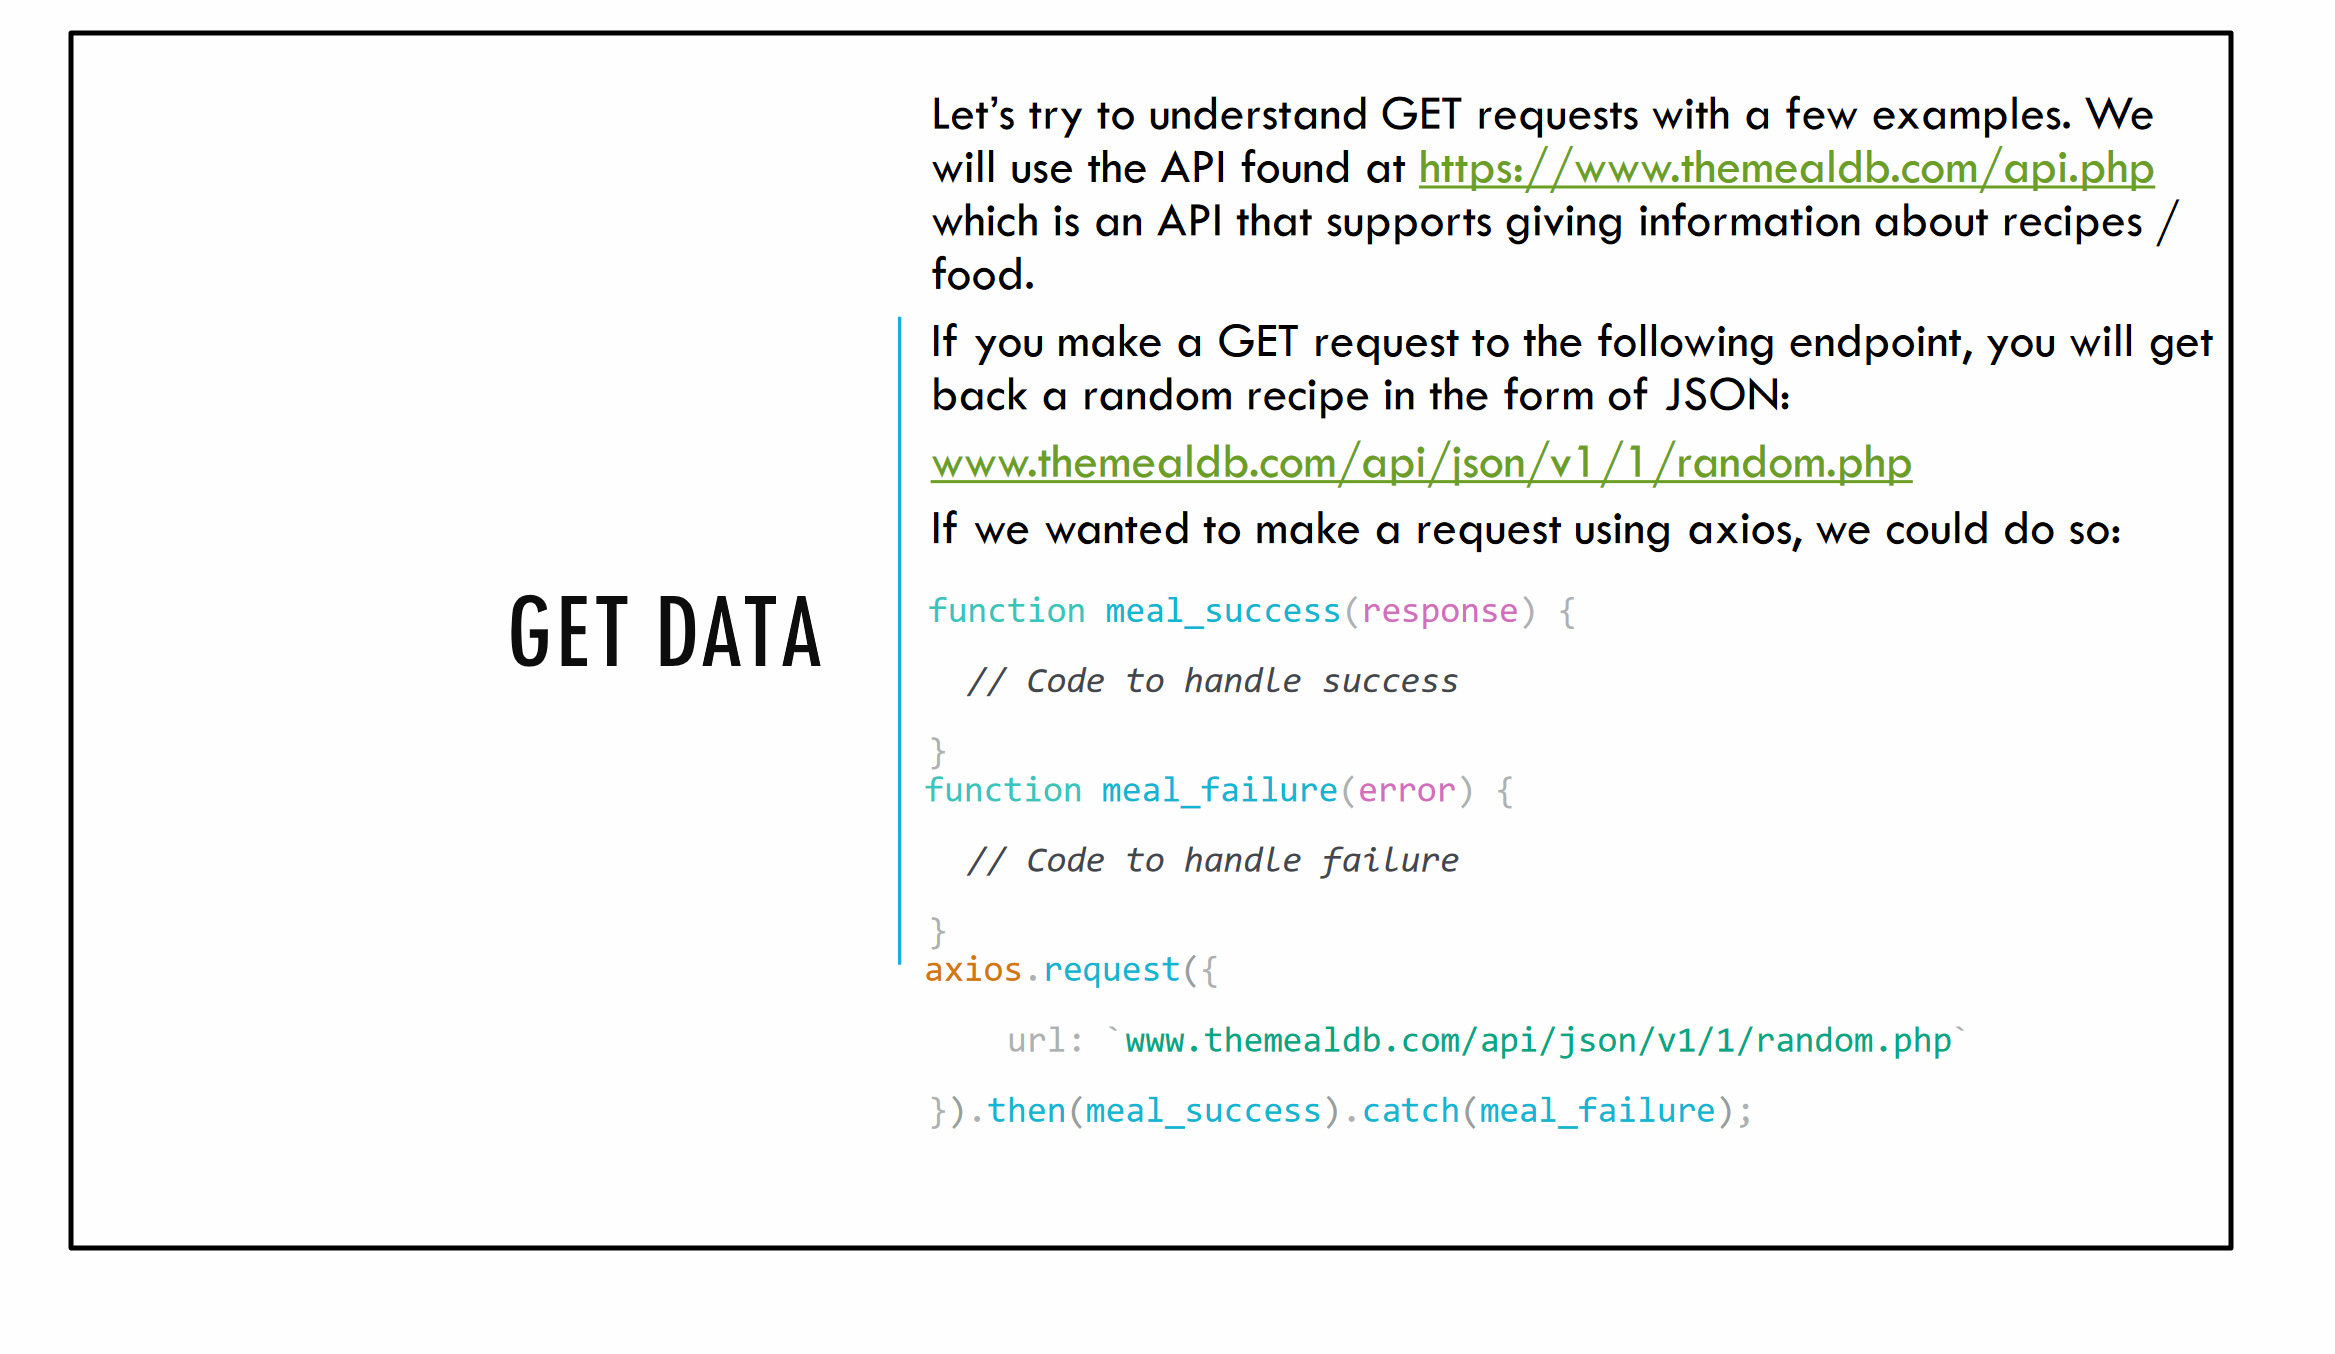 GET DATA
Let’s try to understand GET requests with a few examples. We
will use the API found at https://www.themealdb.com/api.php
which is an API that supports giving information about recipes /
food.
If you make a GET request to the following endpoint, you will get
back a random recipe in the form of JSON:
www.themealdb.com/api/json/v1/1/random.php
If we wanted to make a request using axios, we could do so:
function meal_success(response) {
  // Code to handle success
}
function meal_failure(error) {
  // Code to handle failure
}
axios.request({
    url: `www.themealdb.com/api/json/v1/1/random.php`
}).then(meal_success).catch(meal_failure);